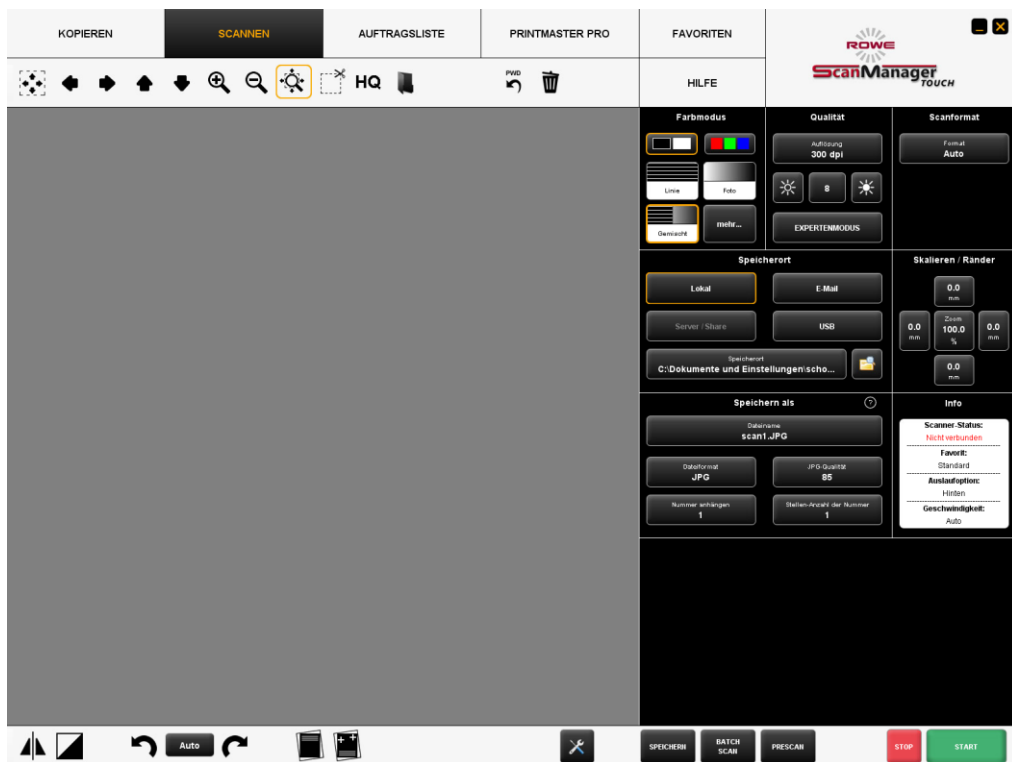 KOPIEREN
SCANNEN
AUFTRAGSLISTE
PRINTMASTER PRO
FAVORITEN
ROWE
ScanManager
TOUCH
HQ
PWD
HILFE
Farbmodus
Linie
Foto
Gemischt
mehr...
Qualität
Auflösung
300 dpi
8
EXPERTENMODUS
Scanformat
Format
Auto
Speicherort
Lokal
E-Mail
Server / Share
USB
Speicherort
C:\Dokumente und Einstellungen\scho...
Skalieren / Ränder
0.0
mm
0.0
mm
Zoom
100.0
%
0.0
mm
0.0
mm
Speichern als
?
Dateiname
scan1.JPG
Dateiformat
JPG
JPG-Qualität
85
Nummer anhängen
1
Stellen-Anzahl der Nummer
1
Info
Scanner-Status:
Nicht verbunden
Favorit:
Standard
Auslaufoption:
Hinten
Geschwindigkeit:
Auto
Auto
SPEICHERN
BATCH
SCAN
PRESCAN
STOP
START